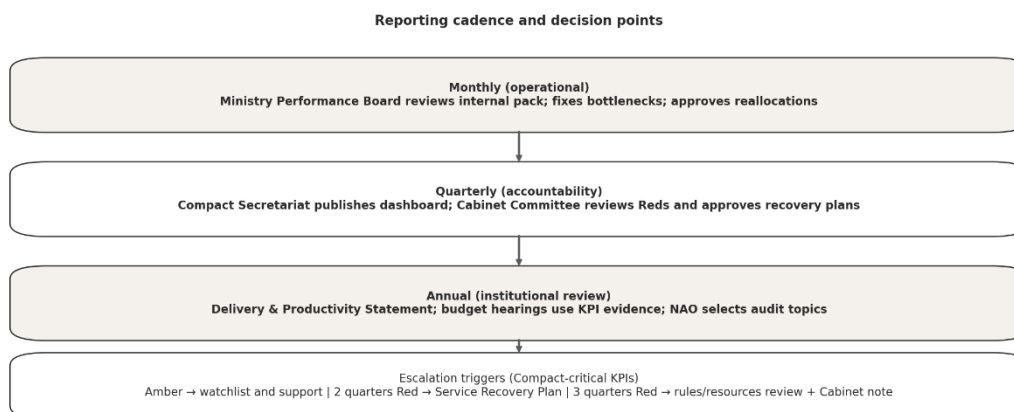 Reporting cadence and decision points
Monthly (operational)
Ministry Performance Board reviews internal pack; fixes bottlenecks; approves reallocations
Quarterly (accountability)
Compact Secretariat publishes dashboard; Cabinet Committee reviews Reds and approves recovery plans
Annual (institutional review)
Delivery & Productivity Statement; budget hearings use KPI evidence; NAO selects audit topics
Escalation triggers (Compact-critical KPIs)
Amber → watchlist and support | 2 quarters Red → Service Recovery Plan | 3 quarters Red → rules/resources review + Cabinet note